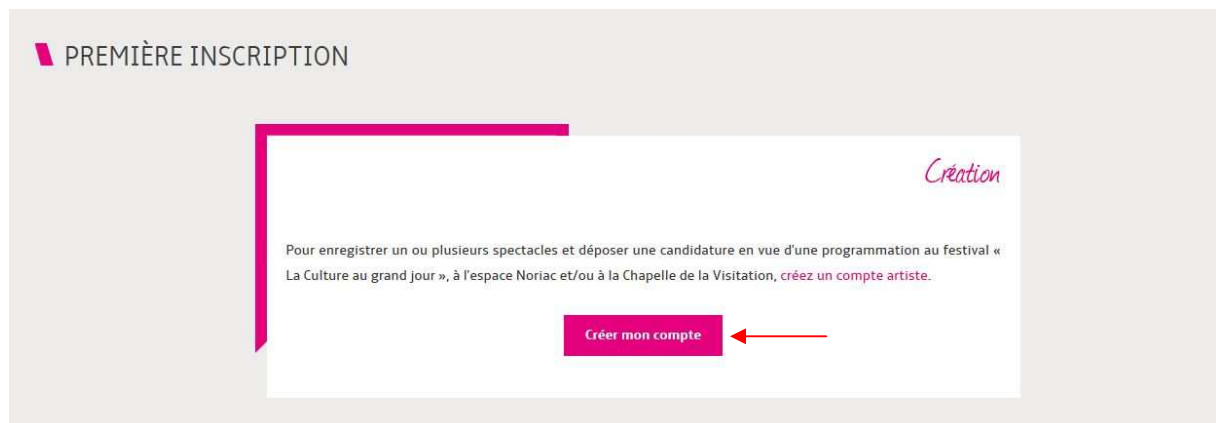 PREMIÈRE INSCRIPTION
Création
Pour enregistrer un ou plusieurs spectacles et déposer une candidature en vue d'une programmation au festival «
La Culture au grand jour », à l'espace Noriac et/ou à la Chapelle de la Visitation, créez un compte artiste.
Créer mon compte